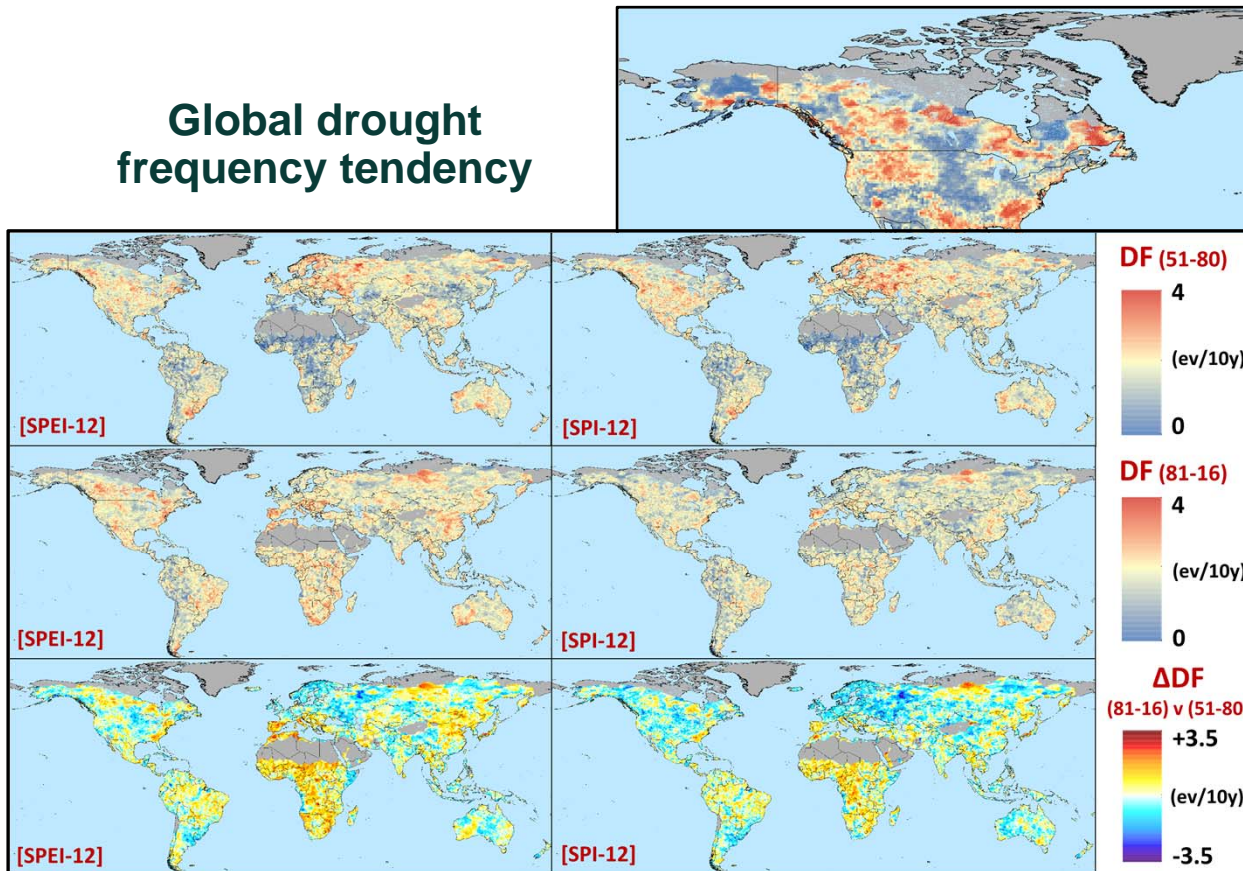 Global drought
frequency tendency
DF (51-80)
4
(ev/10y)
0
[SPEI-12]
[SPI-12]
DF (81-16)
4
(ev/10y)
0
[SPEI-12]
[SPI-12]
ΔDF
(81-16) v (51-80
+3.5
(ev/10y)
-3.5
[SPEI-12]
[SPI-12]